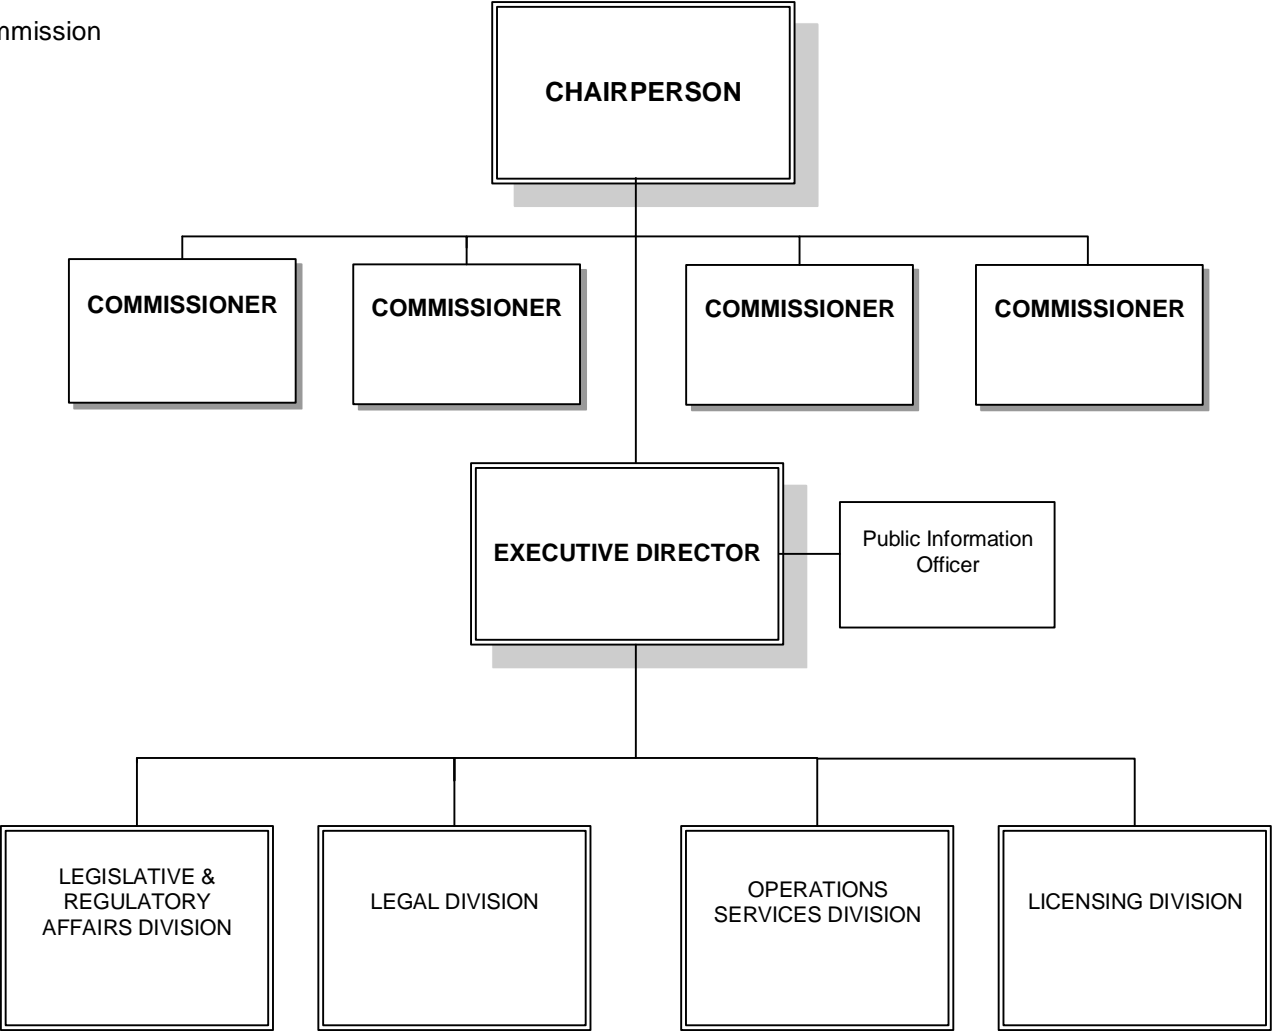 mmission
CHAIRPERSON
COMMISSIONER
COMMISSIONER
COMMISSIONER
COMMISSIONER
EXECUTIVE DIRECTOR
Public Information
Officer
LEGISLATIVE &
REGULATORY
AFFAIRS DIVISION
LEGAL DIVISION
OPERATIONS
SERVICES DIVISION
LICENSING DIVISION